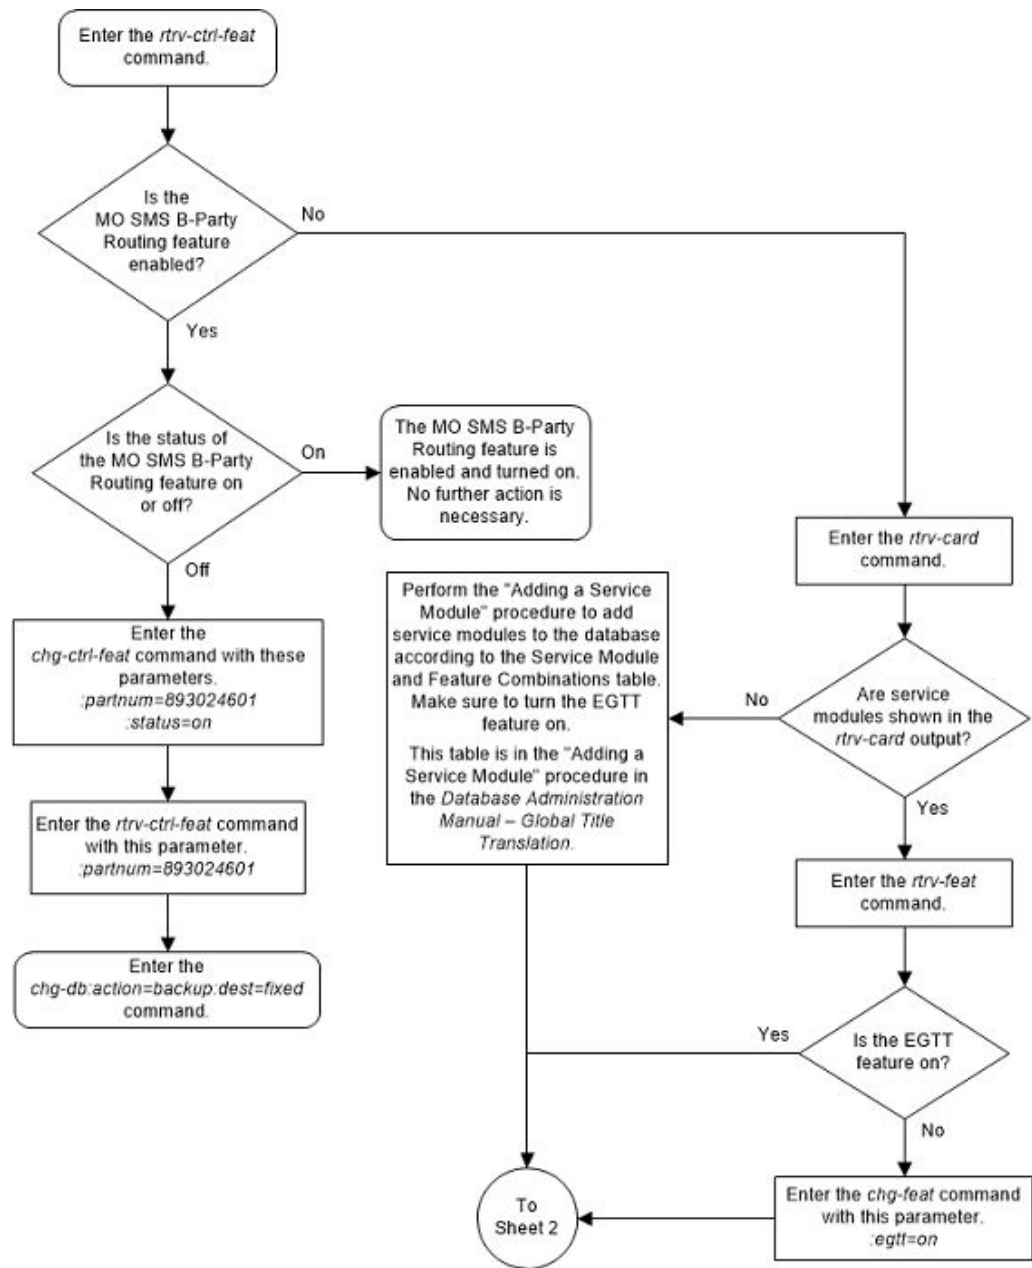 Enter the rtrv-ctrl-feat
command.
Is the
MO SMS B-Party
Routing feature
enabled?
No
Yes
Is the status of
the MO SMS B-Party
Routing feature on
or off?
On
The MO SMS B-Party
Routing feature is
enabled and turned on.
No further action is
necessary.
Off
Enter the
chg-ctrl-feat command with these
parameters.
:partnum=893024601
:status=on
Enter the rtrv-ctrl-feat command
with this parameter.
:partnum=893024601
Enter the
chg-db:action=backup:dest=fixed
command.
Enter the rtrv-card
command.
Are service
modules shown in the
rtrv-card output?
No
Perform the "Adding a Service
Module" procedure to add
service modules to the database
according to the Service Module
and Feature Combinations table.
Make sure to turn the EGTT
feature on.
This table is in the "Adding a
Service Module" procedure in
the Database Administration
Manual – Global Title
Translation.
Yes
Enter the rtrv-feat
command.
Is the EGTT
feature on?
Yes
No
Enter the chg-feat command
with this parameter.
:egtt=on
To
Sheet 2